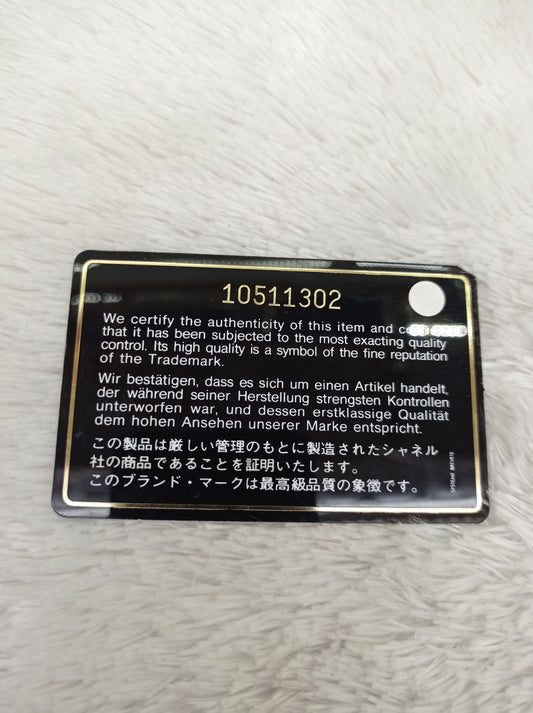 10511302
We certify the authenticity of this item and
that it has been subjected to the most exacting quality
control. Its high quality is a symbol of the fine reputation
of the Trademark.
Wir bestätigen, dass es sich um einen Artikel handelt,
der während seiner Herstellung strengsten Kontrollen
unterworfen war, und dessen erstklassige Qualität
dem hohen Ansehen unserer Marke entspricht.
この製品は厳しい管理のもとに製造されたシャネル
社の商品であることを証明いたします。
このブランド・マークは最高級品質の象徴です。